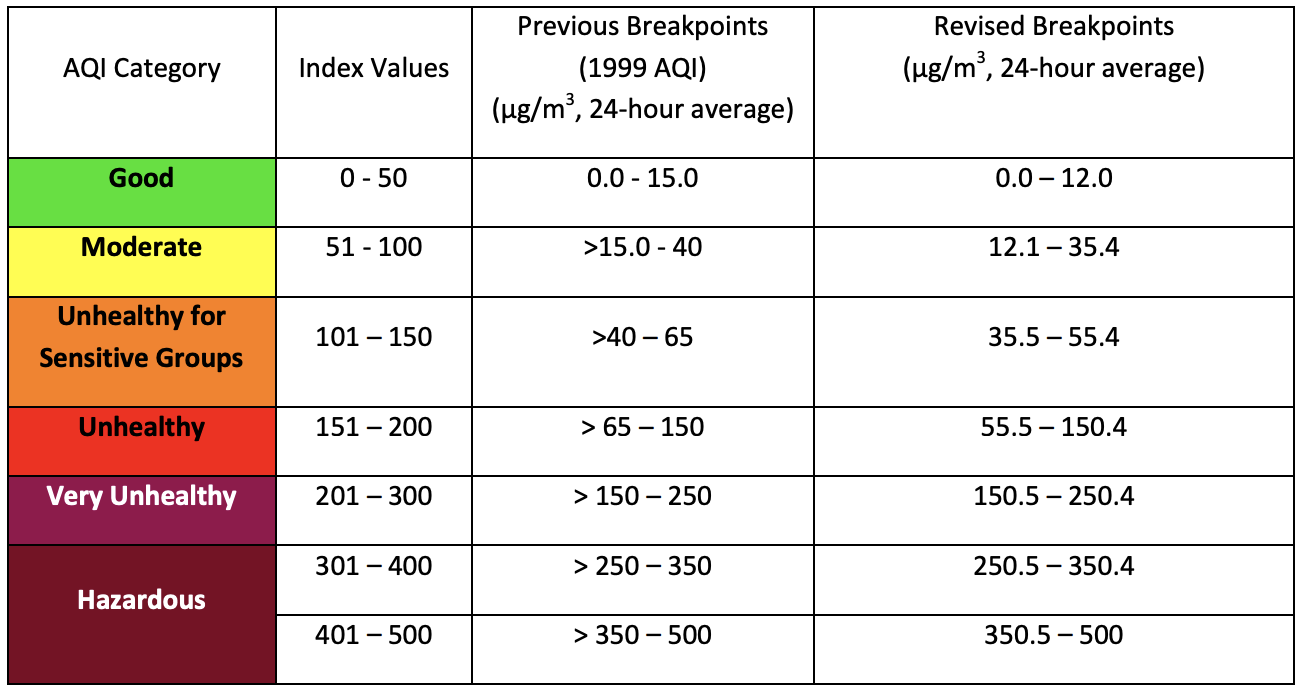 AQI Category
Index Values
Previous Breakpoints
(1999 AQI)
(µg/m³, 24-hour average)
Revised Breakpoints
(µg/m³, 24-hour average)
Good
0 - 50
0.0 - 15.0
0.0 – 12.0
Moderate
51 - 100
>15.0 - 40
12.1 – 35.4
Unhealthy for
Sensitive Groups
101 – 150
>40 – 65
35.5 – 55.4
Unhealthy
151 – 200
> 65 – 150
55.5 – 150.4
Very Unhealthy
201 – 300
> 150 – 250
150.5 – 250.4
Hazardous
301 – 400
> 250 – 350
250.5 – 350.4
401 – 500
> 350 – 500
350.5 – 500